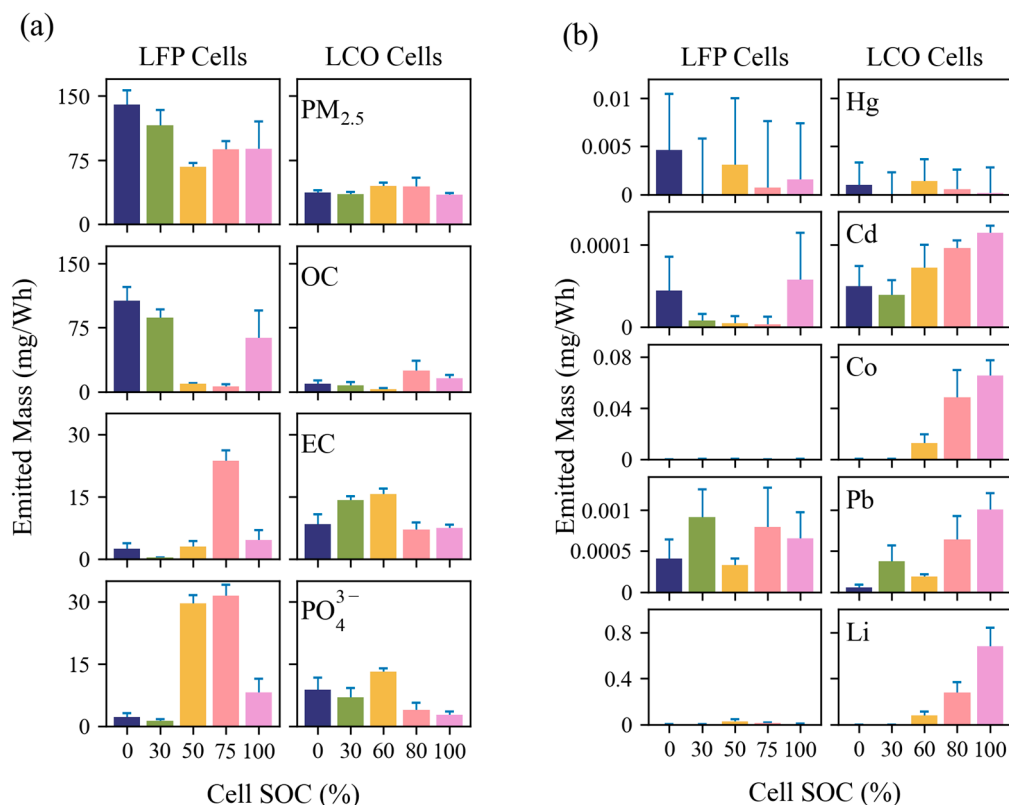 (a)
LFP Cells LCO Cells
150
75
0
PM2.5
150
75
0
OC
30
15
0
EC
30
15
0
PO4 3−
0 30 50 75 100 0 30 60 80 100
Cell SOC (%)
Emitted Mass (mg/Wh)
(b)
LFP Cells LCO Cells
0.01
0.005
0
Hg
0.0001
0
Cd
0.08
0.04
0
Co
0.001
0.0005
0
Pb
0.8
0.4
0
Li
0 30 50 75 100 0 30 60 80 100
Cell SOC (%)
Emitted Mass (mg/Wh)